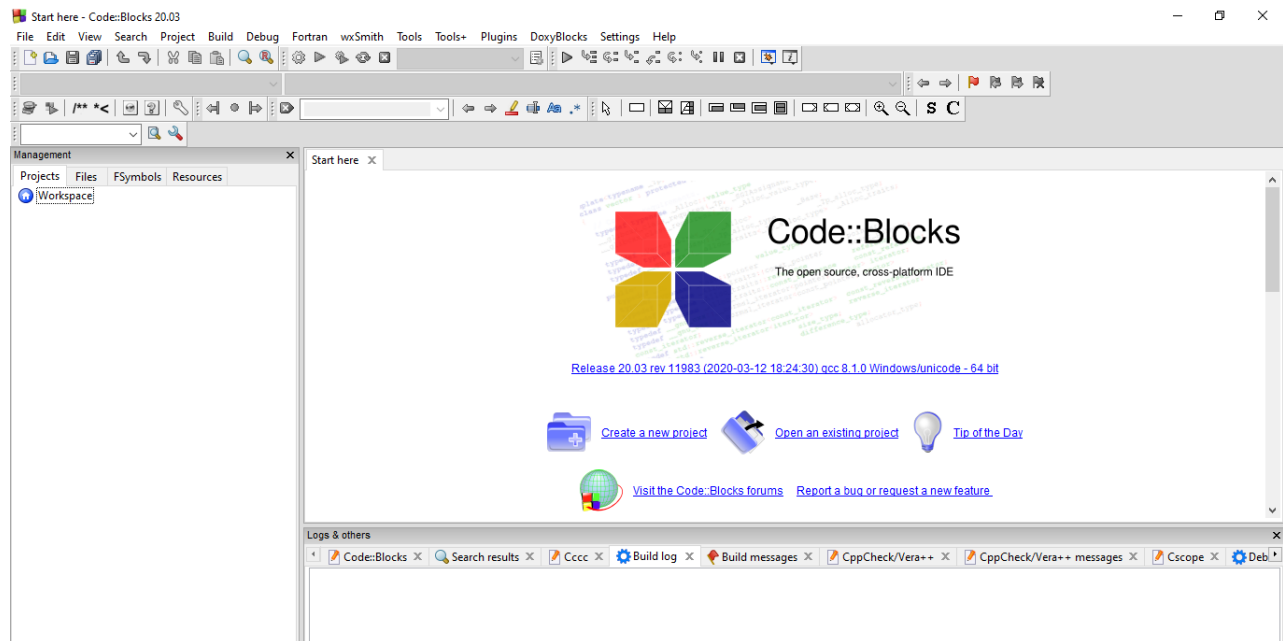 Start here - Code::Blocks 20.03
File Edit View Search Project Build Debug Fortran wxSmith Tools Tools+ Plugins DoxyBlocks Settings Help
/** *<
.*
S C
Management
Projects Files FSymbols Resources
Workspace
Start here
Code::Blocks
The open source, cross-platform IDE
Release 20.03 rev 11983 (2020-03-12 18:24:30) gcc 8.1.0 Windows/unicode - 64 bit
Create a new project Open an existing project Tip of the Day
Visit the Code::Blocks forums Report a bug or request a new feature
Logs & others
Code::Blocks Search results Cccc Build log Build messages CppCheck/Vera++ CppCheck/Vera++ messages Cscope Deb